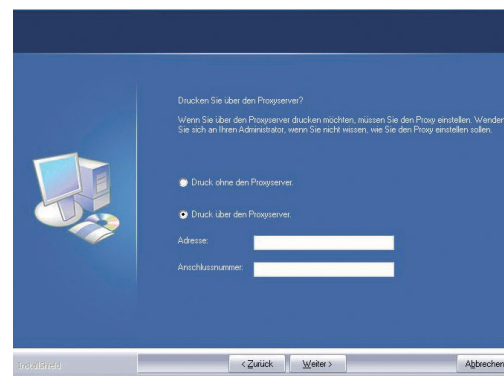 Drucken Sie über den Proxyserver?
Wenn Sie über den Proxyserver drucken möchten, müssen Sie den Proxy einstellen. Wenden
Sie sich an Ihren Administrator, wenn Sie nicht wissen, wie Sie den Proxy einstellen sollen.
Druck ohne den Proxyserver.
Druck über den Proxyserver.
Adresse:
Anschlussnummer:
InstallShield
< Zurück
Weiter >
Abbrechen